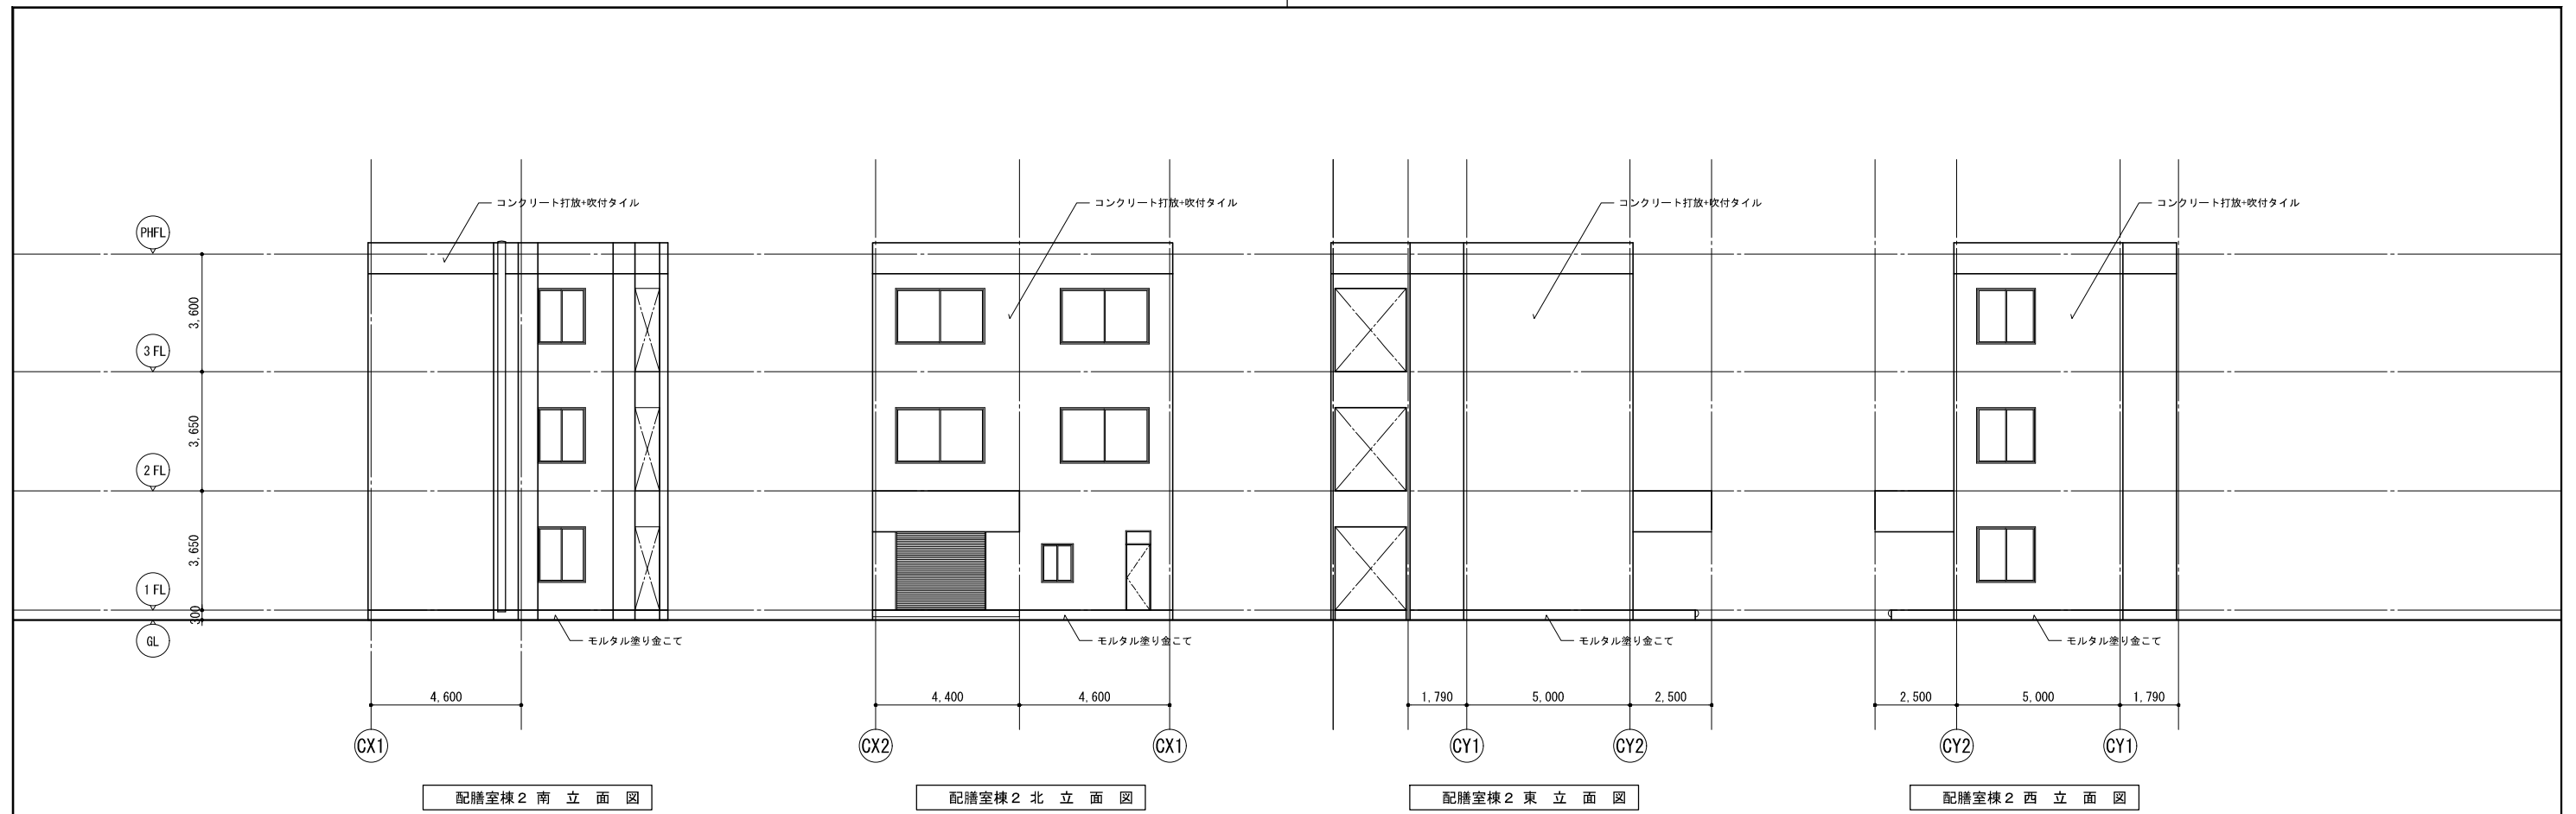 コンクリート打放+吹付タイル
コンクリート打放+吹付タイル
コンクリート打放+吹付タイル
コンクリート打放+吹付タイル
PHFL
3,600
3 FL
3,650
2 FL
3,650
1 FL
300
GL
モルタル塗り金こて
モルタル塗り金こて
モルタル塗り金こて
モルタル塗り金こて
4,600
4,400
4,600
1,790
5,000
2,500
2,500
5,000
1,790
CX1
CX2
CX1
CY1
CY2
CY2
CY1
配膳室棟2 南 立 面 図
配膳室棟2 北 立 面 図
配膳室棟2 東 立 面 図
配膳室棟2 西 立 面 図